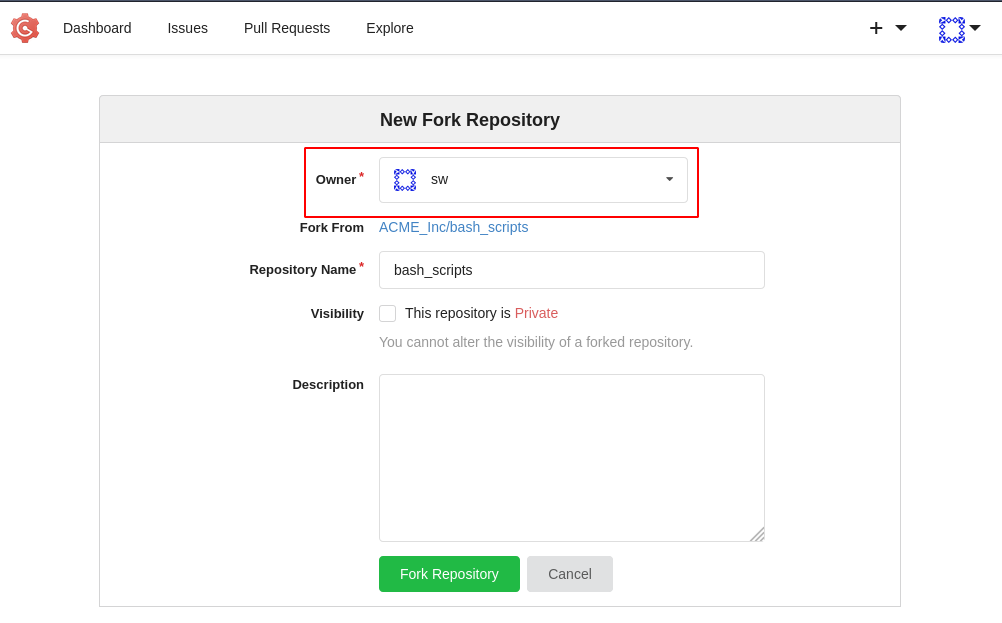 Dashboard Issues Pull Requests Explore
New Fork Repository
Owner * sw
Fork From ACME_Inc/bash_scripts
Repository Name * bash_scripts
Visibility This repository is Private
You cannot alter the visibility of a forked repository.
Description
Fork Repository Cancel